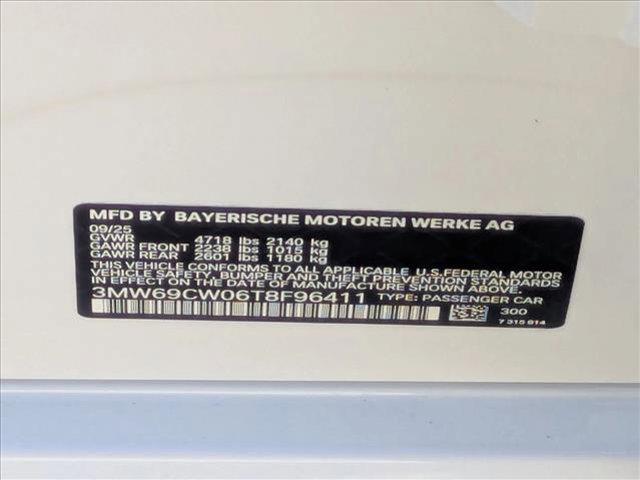 MFD BY BAYERISCHE MOTOREN WERKE AG
09/25
GVWR 4718 lbs 2140 kg
GAWR FRONT 2238 lbs 1015 kg
GAWR REAR 2601 lbs 1180 kg
THIS VEHICLE CONFORMS TO ALL APPLICABLE U.S.FEDERAL MOTOR
VEHICLE SAFETY, BUMPER AND THEFT PREVENTION STANDARDS
IN EFFECT ON THE DATE OF MANUFACTURE SHOWN ABOVE.
3MW69CW06T8F96411 TYPE: PASSENGER CAR
300
7 315 814